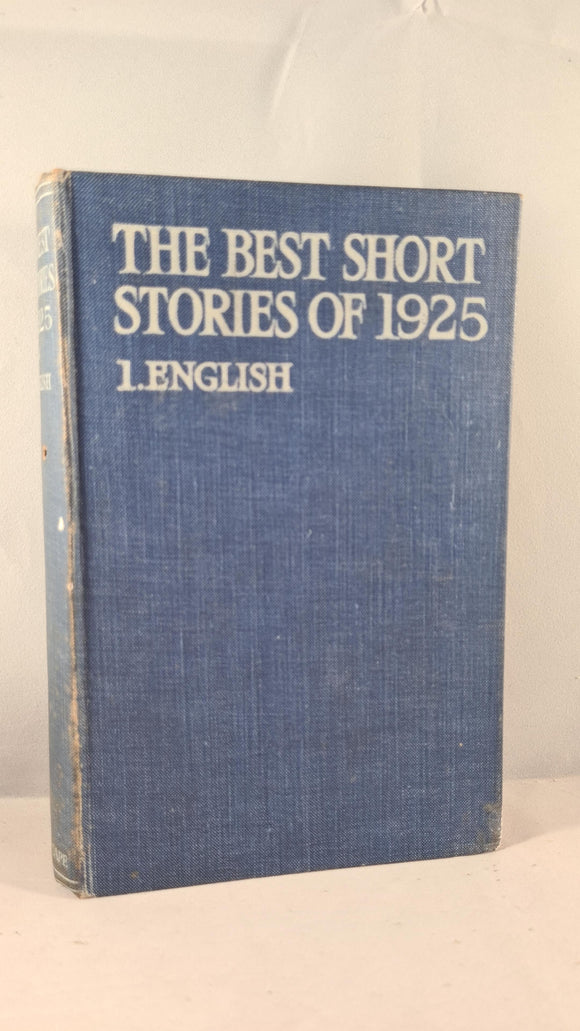 THE BEST SHORT
STORIES OF 1925
1.ENGLISH